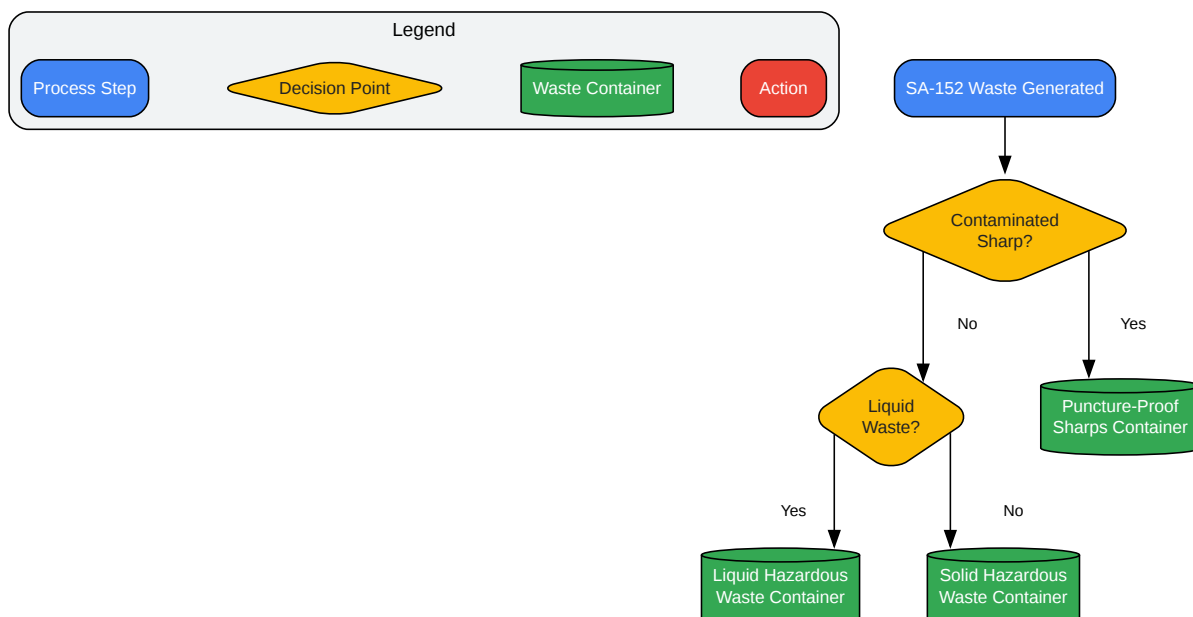 Legend
Process Step
Decision Point
Waste Container
Action
SA-152 Waste Generated
Contaminated
Sharp?
No
Yes
Liquid
Waste?
Puncture-Proof
Sharps Container
Yes
No
Liquid Hazardous
Waste Container
Solid Hazardous
Waste Container